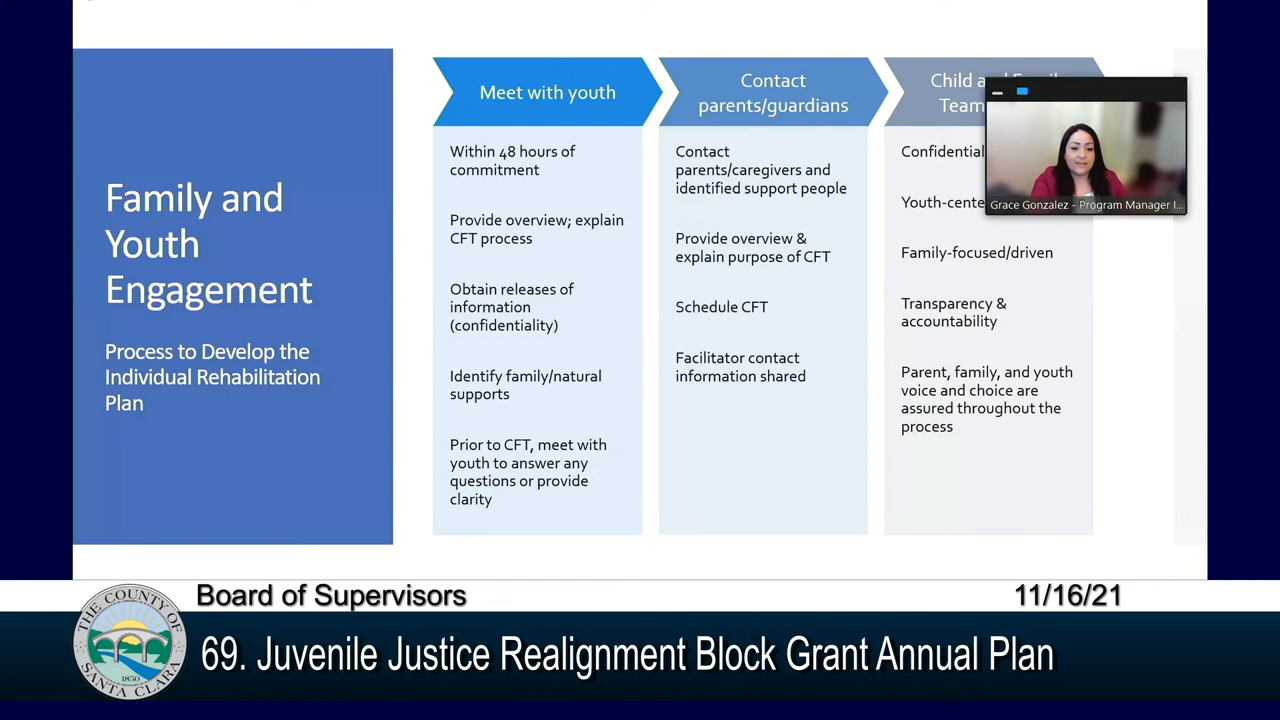 Family and
Youth
Engagement
Process to Develop the
Individual Rehabilitation
Plan
Meet with youth
Within 48 hours of
commitment
Provide overview; explain
CFT process
Obtain releases of
information
(confidentiality)
Identify family/natural
supports
Prior to CFT, meet with
youth to answer any
questions or provide
clarity
Contact
parents/guardians
Contact
parents/caregivers and
identified support people
Provide overview &
explain purpose of CFT
Schedule CFT
Facilitator contact
information shared
Child
Team
Confidential
Family-focused/driven
Transparency &
accountability
Parent, family, and youth
voice and choice are
assured throughout the
process
Grace Gonzalez - Program Manager I...
Board of Supervisors
11/16/21
THE COUNTY OF
SANTA CLARA
1850
69. Juvenile Justice Realignment Block Grant Annual Plan